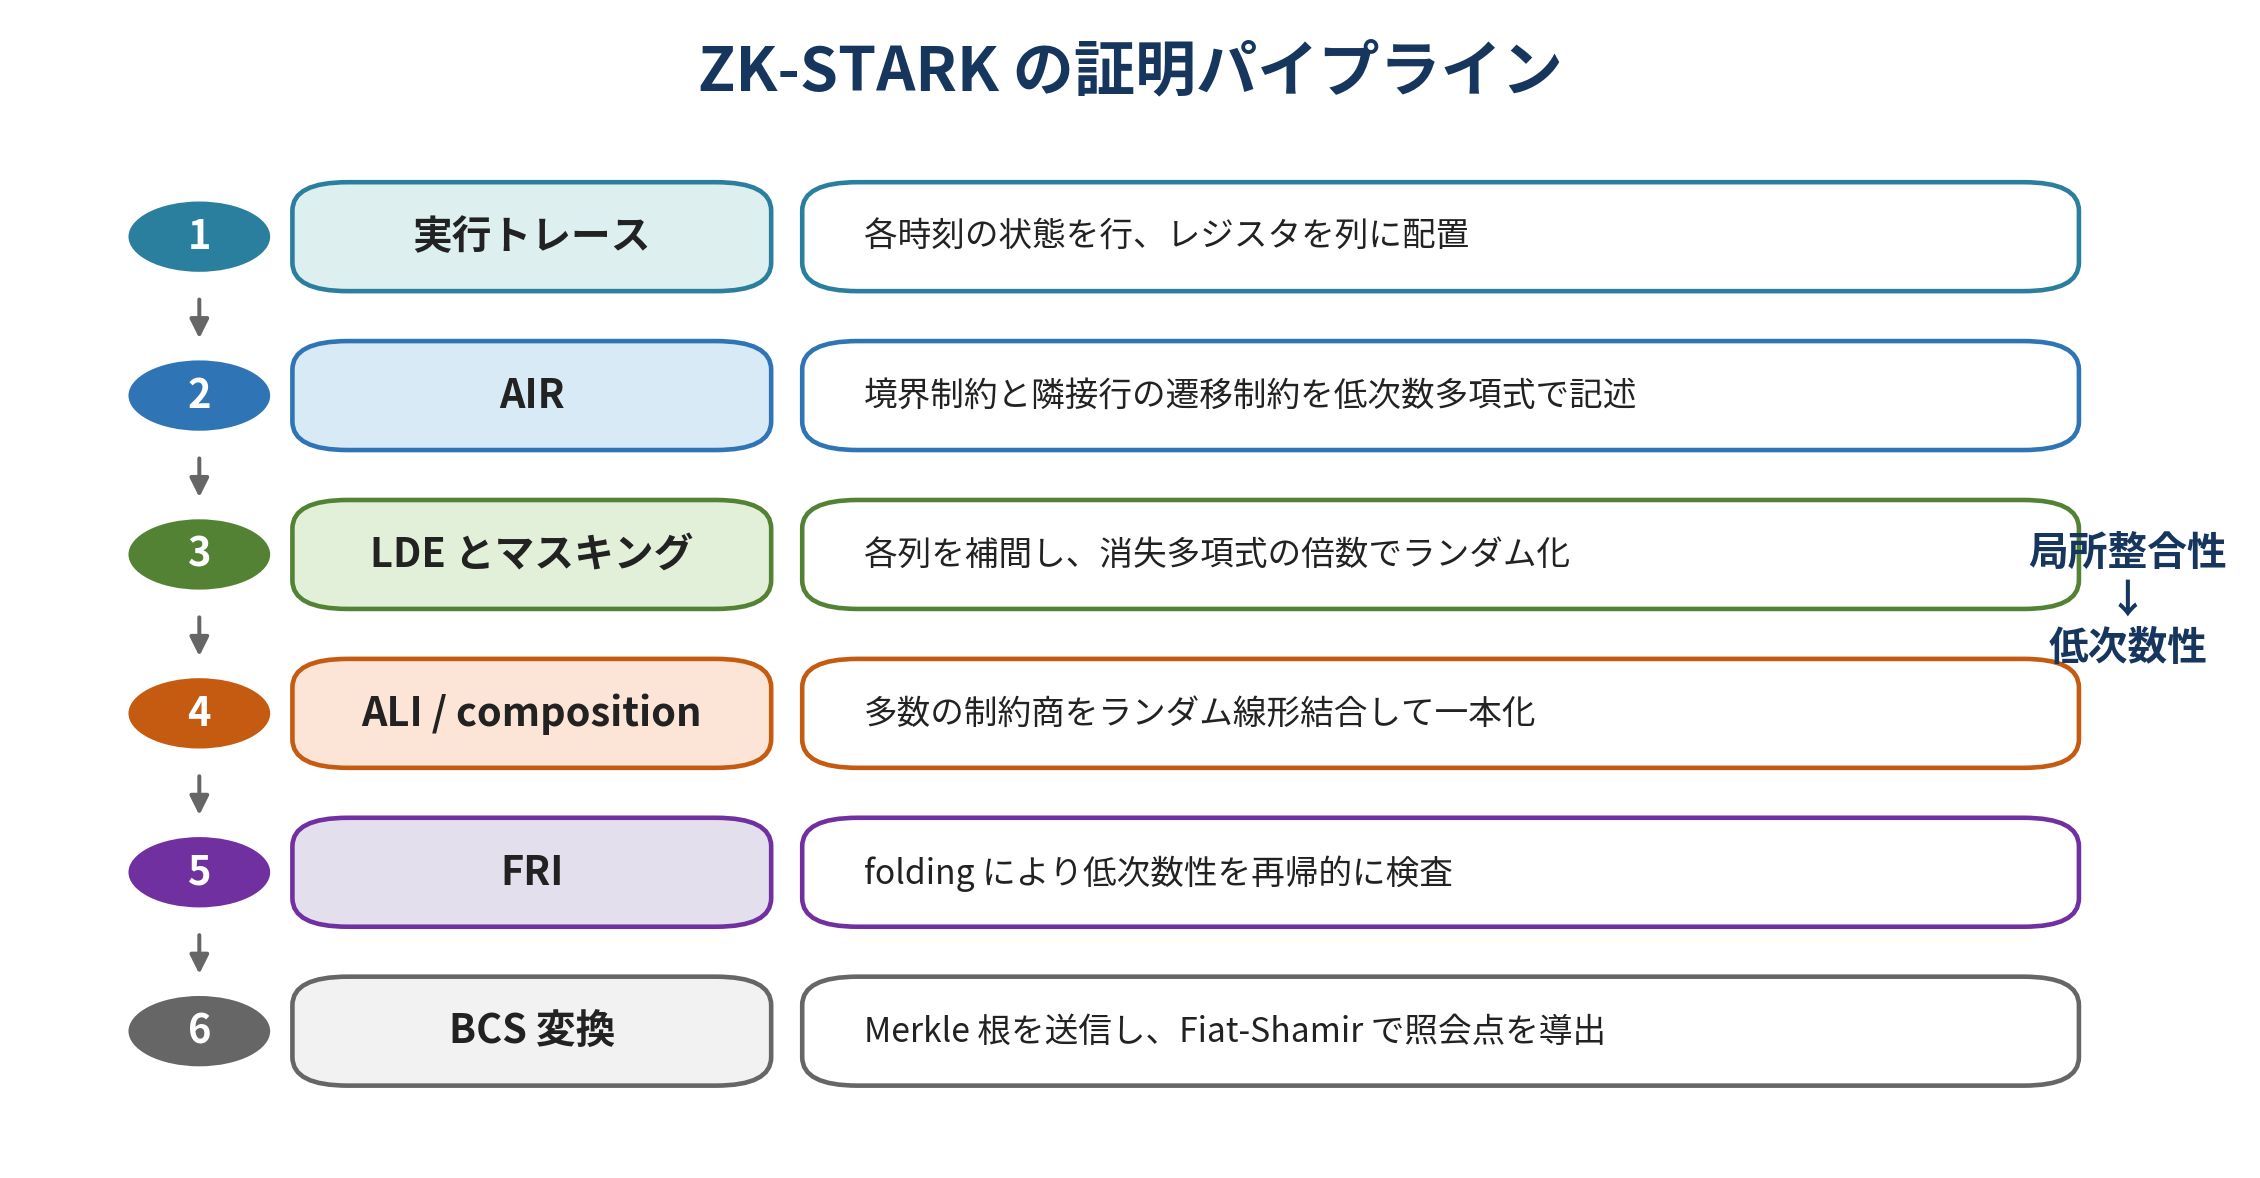 ZK-STARK の証明パイプライン
1
実行トレース
各時刻の状態を行、レジスタを列に配置
2
AIR
境界制約と隣接行の遷移制約を低次数多項式で記述
3
LDE とマスキング
各列を補間し、消失多項式の倍数でランダム化
局所整合性
↓
低次数性
4
ALI / composition
多数の制約商をランダム線形結合して一本化
5
FRI
folding により低次数性を再帰的に検査
6
BCS 変換
Merkle 根を送信し、Fiat-Shamir で照会点を導出